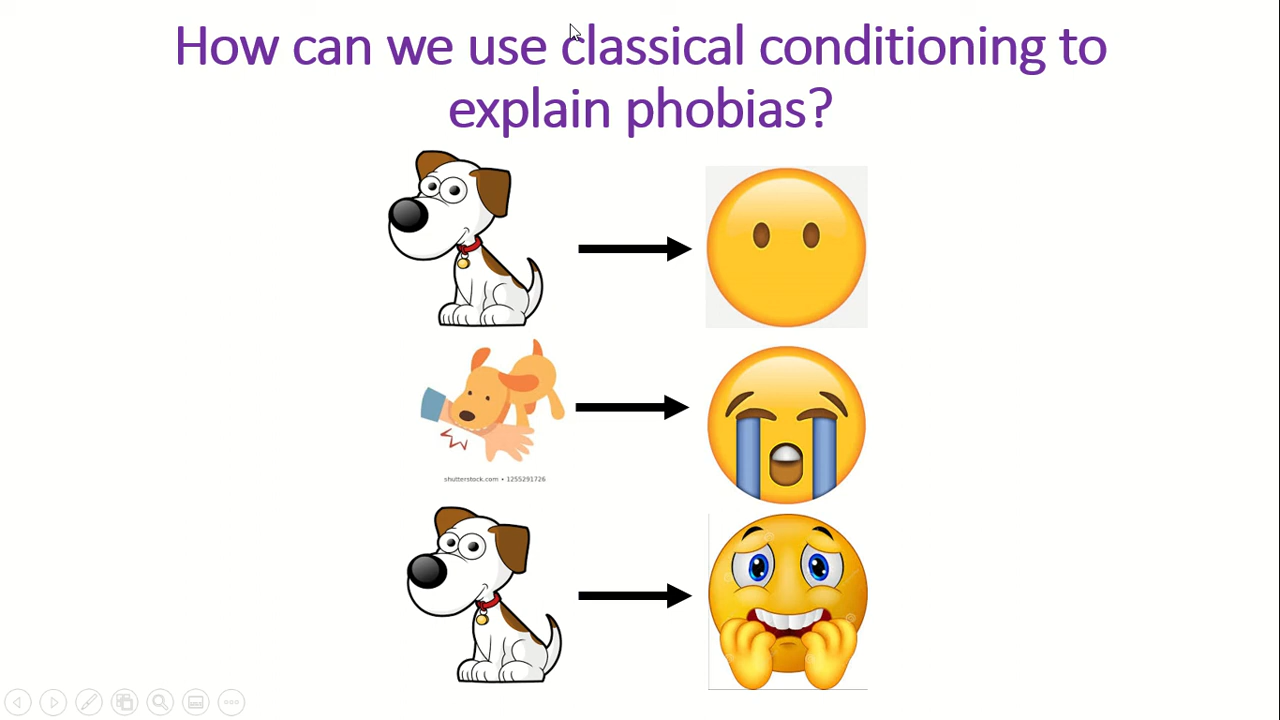 How can we use classical conditioning to
explain phobias?
shutterstock.com • 1255291726